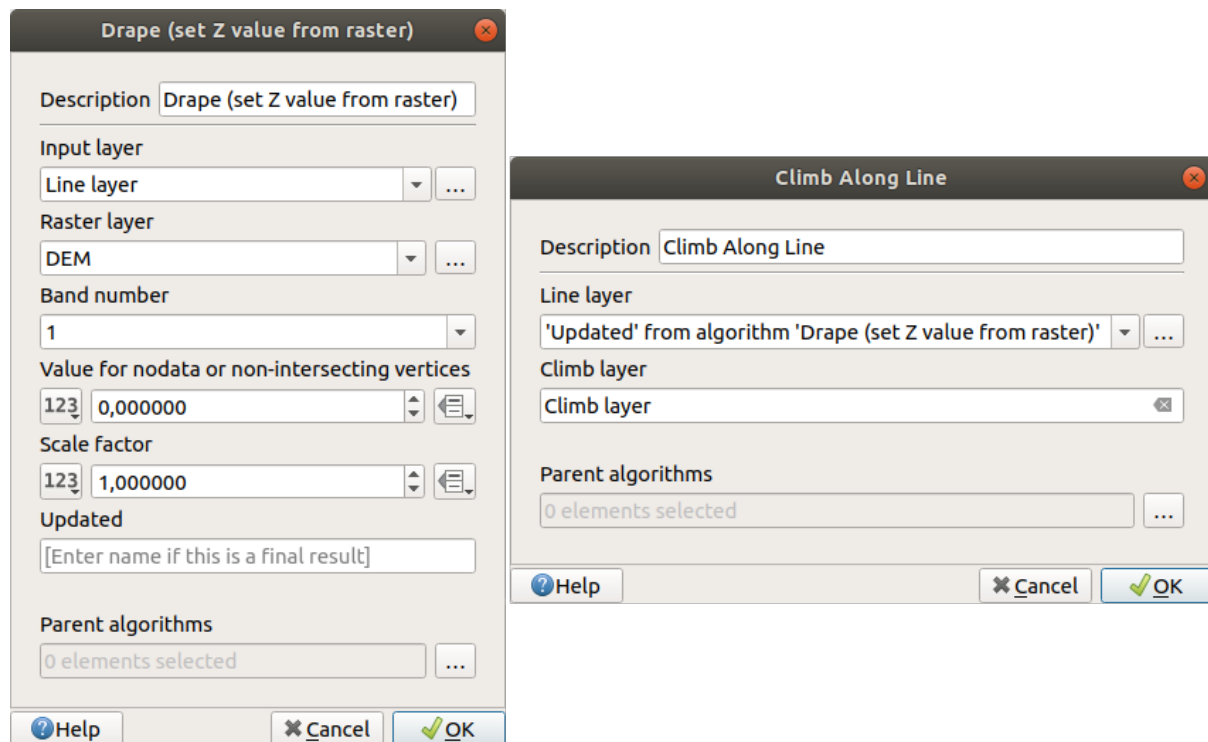 Drape (set Z value from raster)
Description Drape (set Z value from raster)
Input layer
Line layer ...
Raster layer
DEM ...
Band number
1
Value for nodata or non-intersecting vertices
123 0,000000
Scale factor
123 1,000000
Updated
[Enter name if this is a final result]
Parent algorithms
0 elements selected ...
Help Cancel OK
Climb Along Line
Description Climb Along Line
Line layer
'Updated' from algorithm 'Drape (set Z value from raster)' ...
Climb layer
Climb layer
Parent algorithms
0 elements selected ...
Help Cancel OK